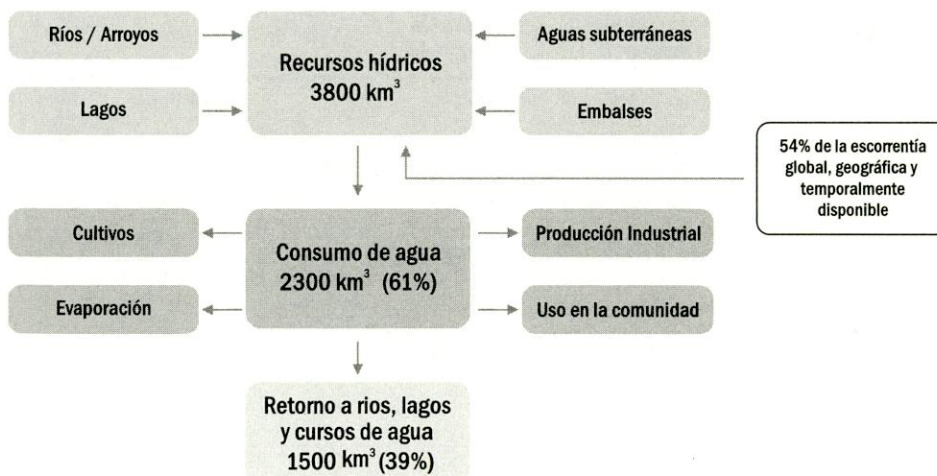 Ríos / Arroyos
Recursos hídricos
3800 km³
Aguas subterráneas
Lagos
Embalses
54% de la escorrentía
global, geográfica y
temporalmente
disponible
Cultivos
Consumo de agua
2300 km³ (61%)
Producción Industrial
Evaporación
Uso en la comunidad
Retorno a rios, lagos
y cursos de agua
1500 km³ (39%)